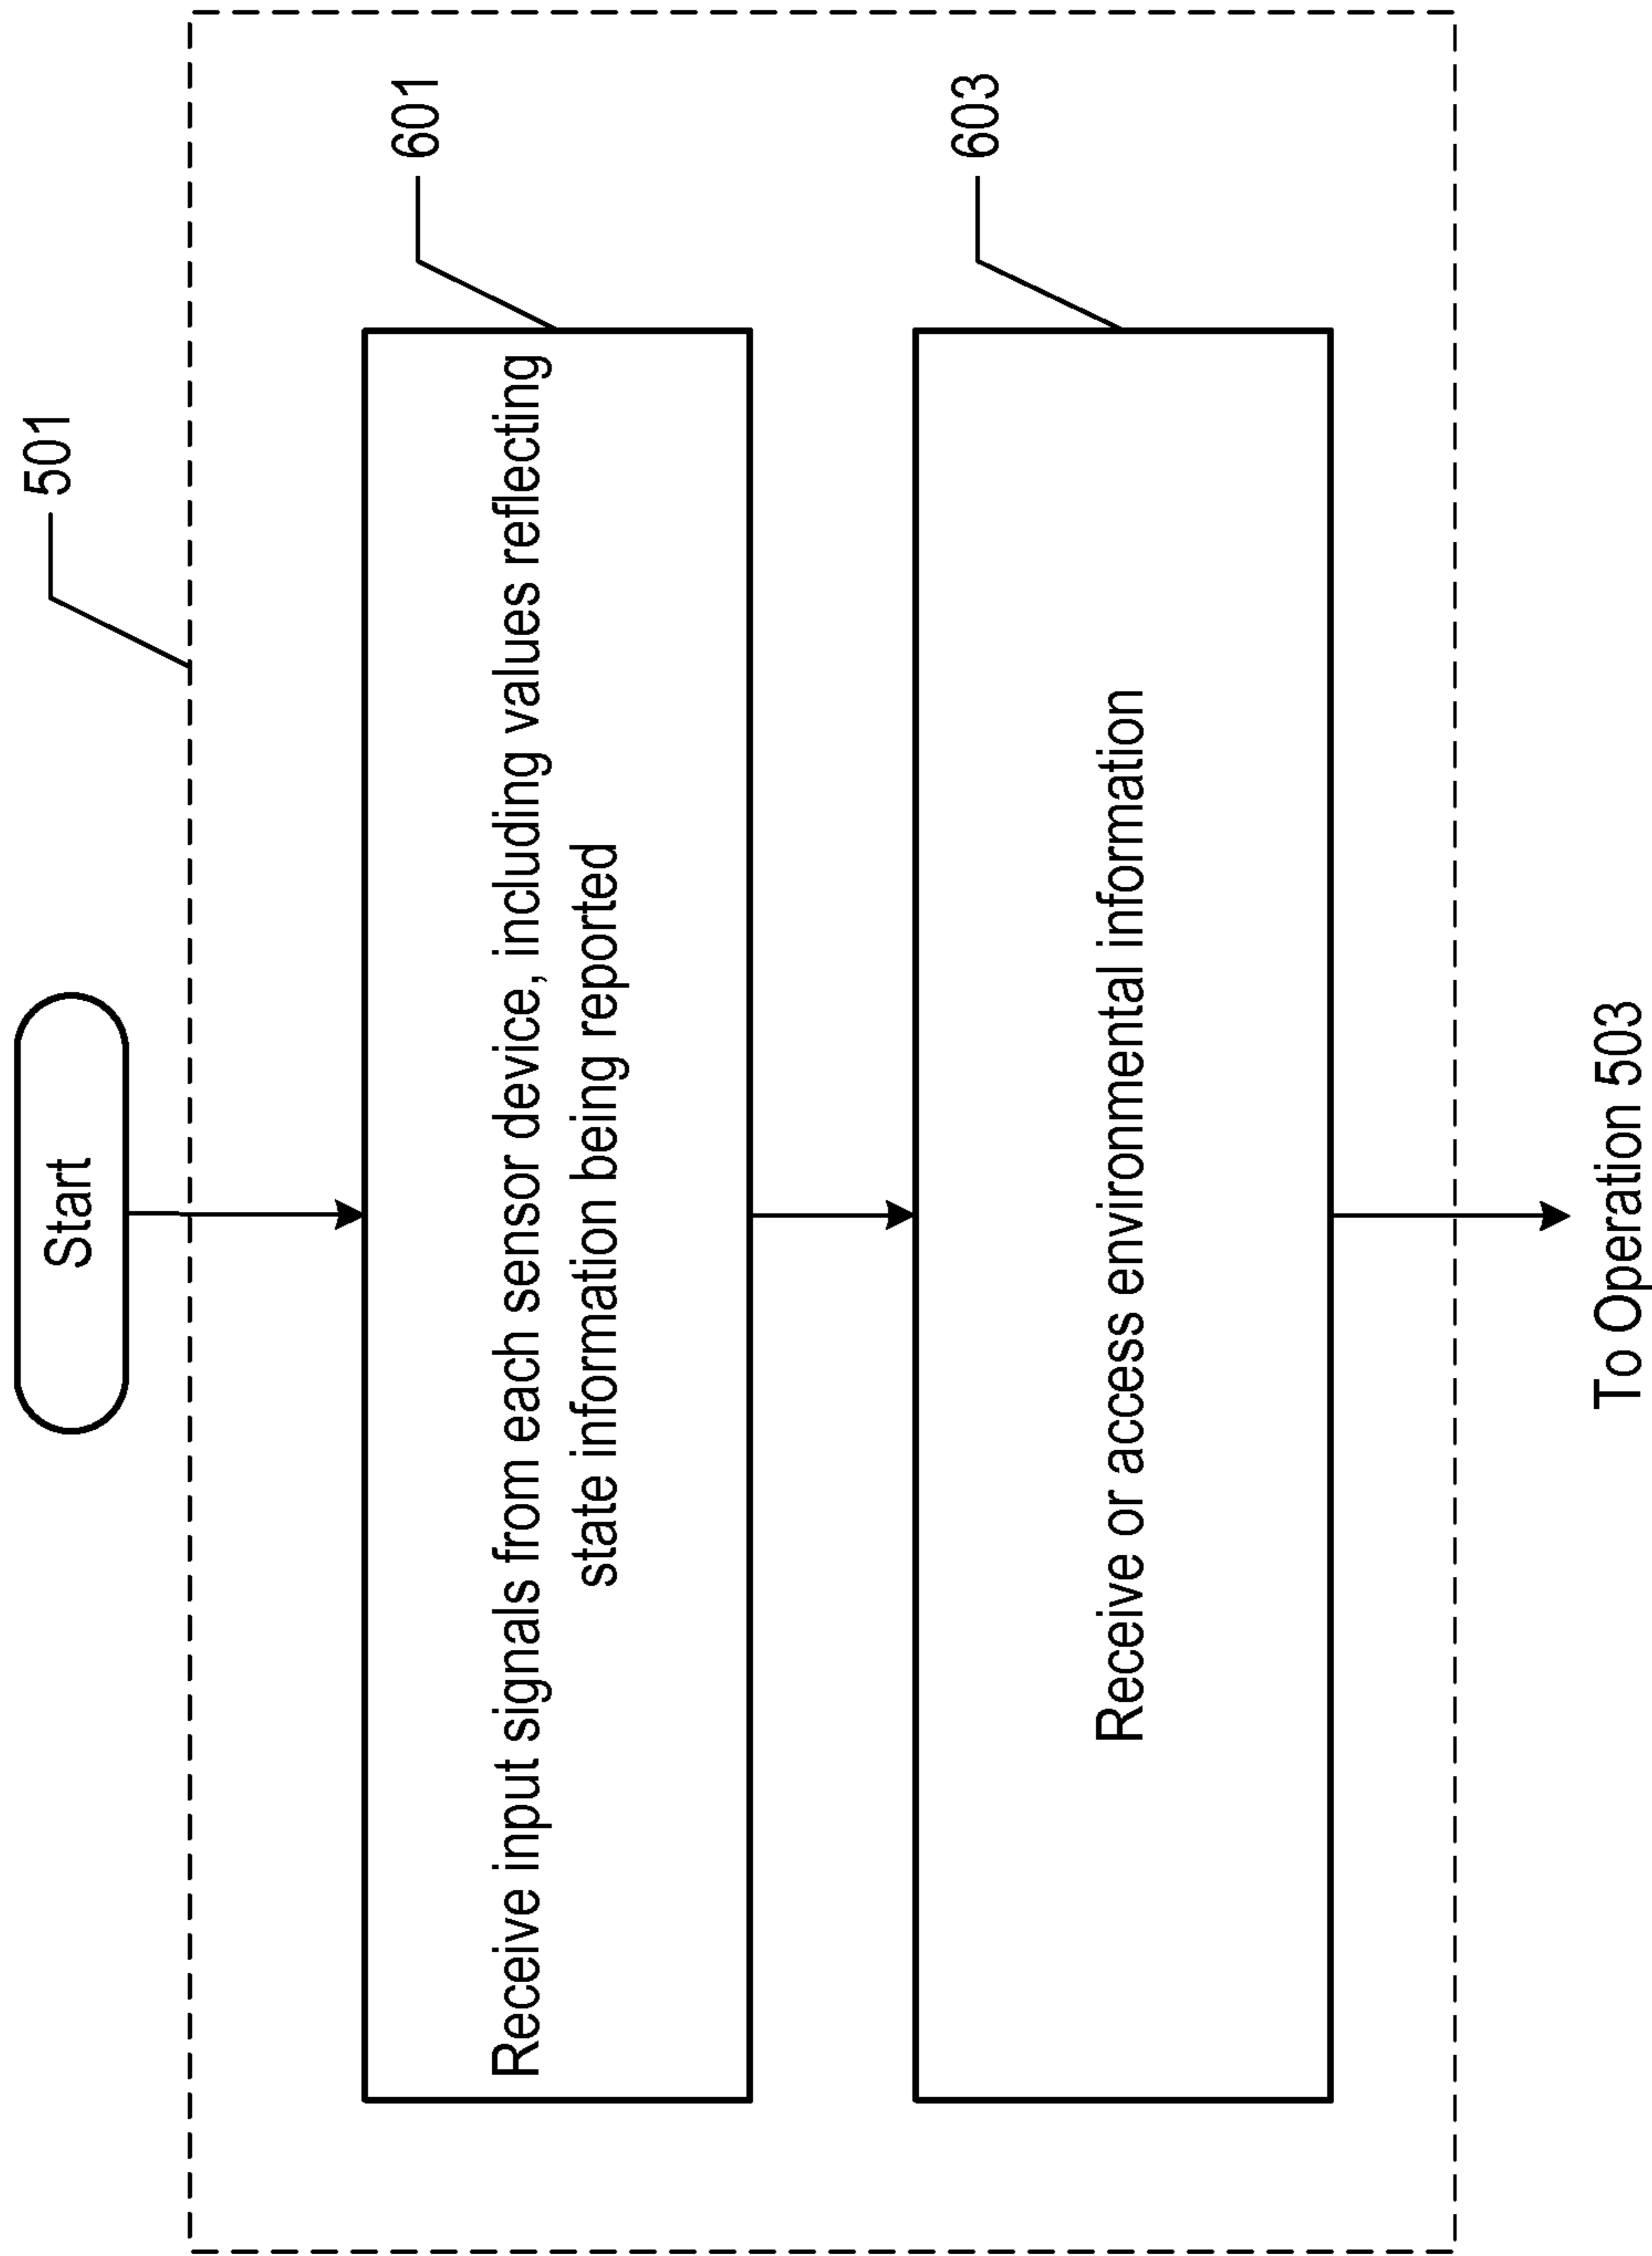 Start
501
601
Receive input signals from each sensor device, including values reflecting
state information being reported
603
Receive or access environmental information
To Operation 503